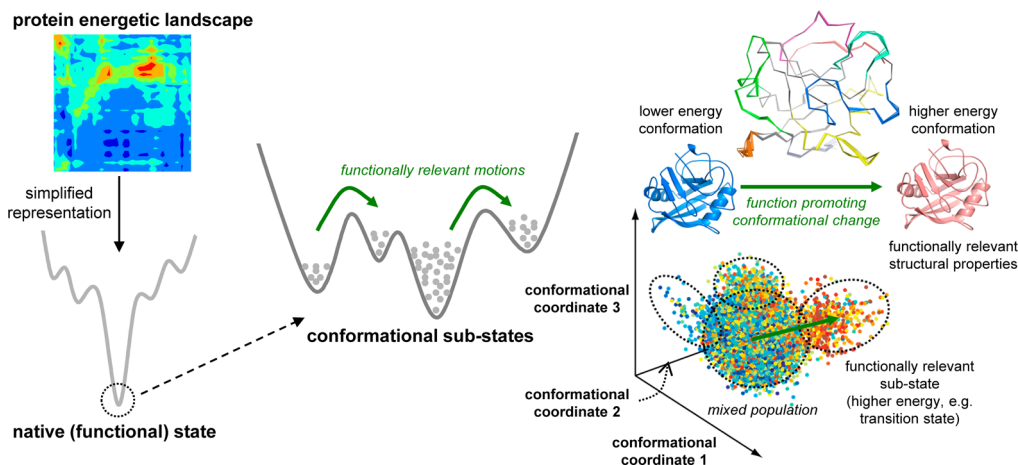 protein energetic landscape
simplified
representation
native (functional) state
functionally relevant motions
conformational sub-states
lower energy
conformation
higher energy
conformation
function promoting
conformational change
functionally relevant
structural properties
conformational
coordinate 3
conformational
coordinate 2
conformational
coordinate 1
mixed population
functionally relevant
sub-state
(higher energy, e.g.
transition state)